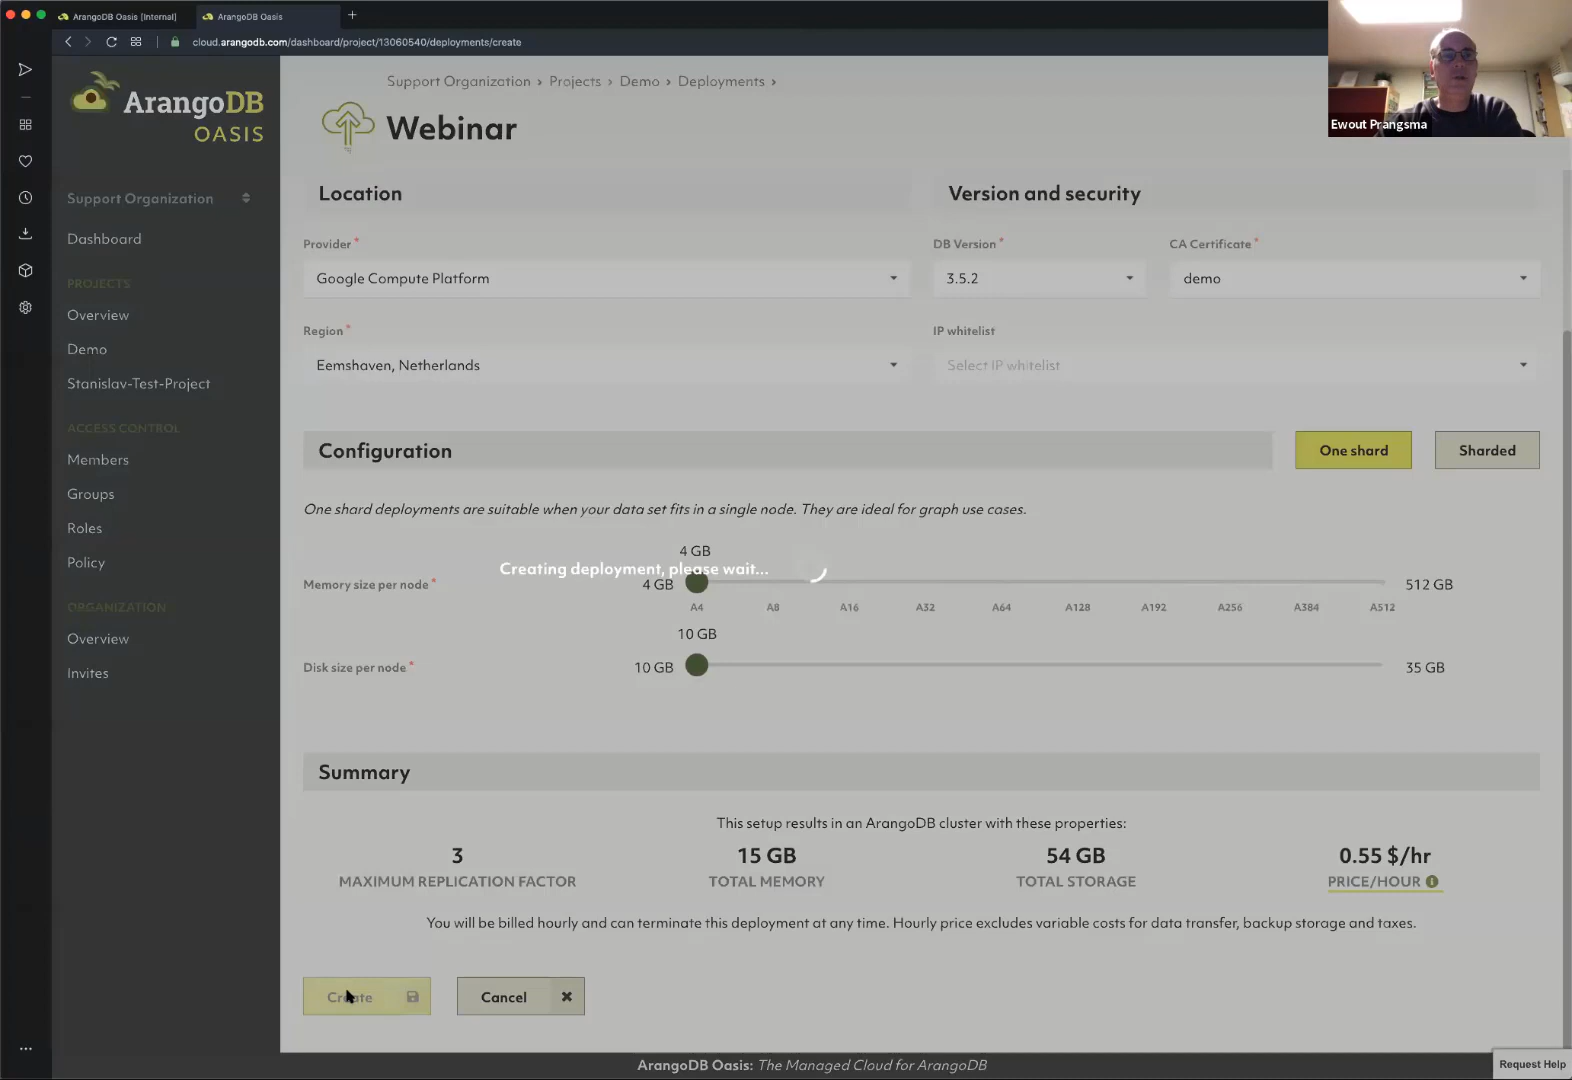 ArangoDB Oasis [Internal]
ArangoDB Oasis
cloud.arangodb.com/dashboard/project/13060540/deployments/create
Ewout Prangsma
ArangoDB
OASIS
Support Organization
Dashboard
PROJECTS
Overview
Demo
Stanislav-Test-Project
ACCESS CONTROL
Members
Groups
Roles
Policy
ORGANIZATION
Overview
Invites
Support Organization › Projects › Demo › Deployments ›
Webinar
Location
Version and security
Provider *
DB Version *
CA Certificate *
Google Compute Platform
3.5.2
demo
Region *
IP whitelist
Eemshaven, Netherlands
Select IP whitelist
Configuration
One shard
Sharded
One shard deployments are suitable when your data set fits in a single node. They are ideal for graph use cases.
4 GB
Creating deployment, please wait...
Memory size per node *
4 GB
512 GB
A4 A8 A16 A32 A64 A128 A192 A256 A384 A512
10 GB
Disk size per node *
10 GB
35 GB
Summary
This setup results in an ArangoDB cluster with these properties:
3
15 GB
54 GB
0.55 $/hr
MAXIMUM REPLICATION FACTOR
TOTAL MEMORY
TOTAL STORAGE
PRICE/HOUR
You will be billed hourly and can terminate this deployment at any time. Hourly price excludes variable costs for data transfer, backup storage and taxes.
Create
Cancel
ArangoDB Oasis: The Managed Cloud for ArangoDB
Request Help